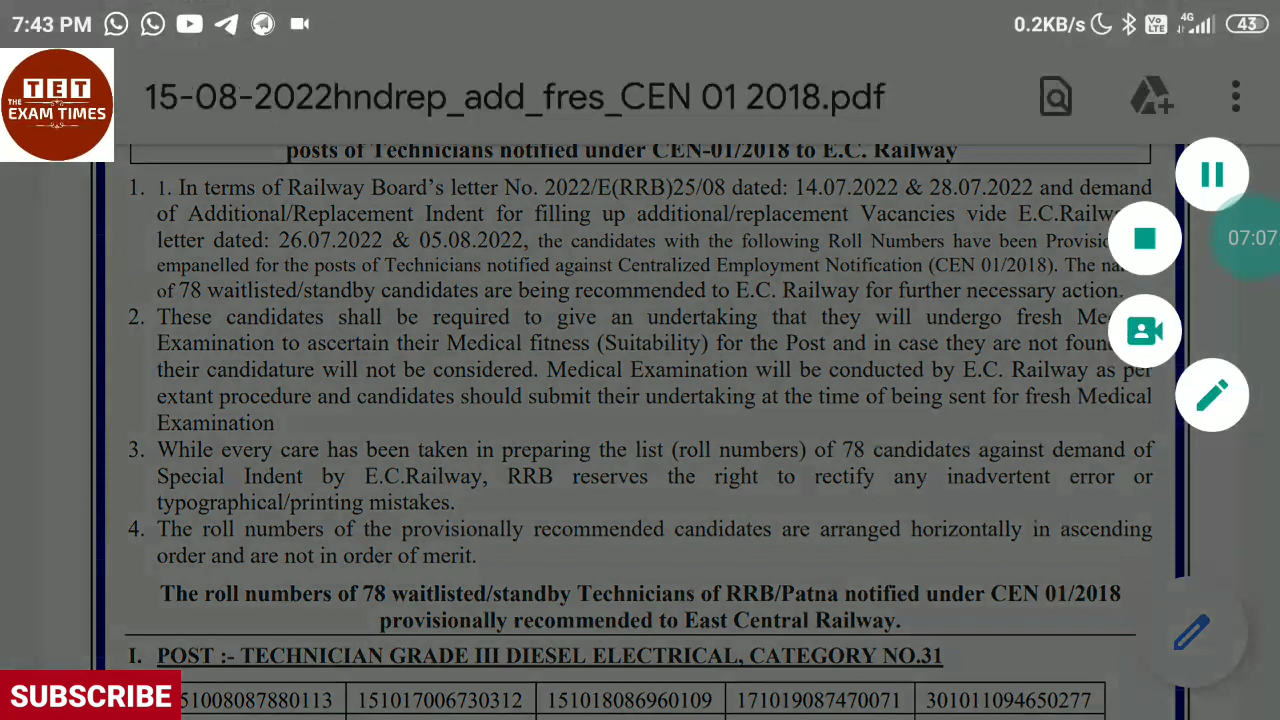 7:43 PM
0.2KB/s
Vo LTE
4G
43
TET
THE
EXAM TIMES
15-08-2022hndrep_add_fres_CEN 01 2018.pdf
posts of Technicians notified under CEN-01/2018 to E.C. Railway
1. 1. In terms of Railway Board's letter No. 2022/E(RRB)25/08 dated: 14.07.2022 & 28.07.2022 and demand
of Additional/Replacement Indent for filling up additional/replacement Vacancies vide E.C.Railw
letter dated: 26.07.2022 & 05.08.2022, the candidates with the following Roll Numbers have been Provisio
07:07
empanelled for the posts of Technicians notified against Centralized Employment Notification (CEN 01/2018). The na
of 78 waitlisted/standby candidates are being recommended to E.C. Railway for further necessary action.
2. These candidates shall be required to give an undertaking that they will undergo fresh Me
Examination to ascertain their Medical fitness (Suitability) for the Post and in case they are not foun
their candidature will not be considered. Medical Examination will be conducted by E.C. Railway as per
extant procedure and candidates should submit their undertaking at the time of being sent for fresh Medical
Examination
3. While every care has been taken in preparing the list (roll numbers) of 78 candidates against demand of
Special Indent by E.C.Railway, RRB reserves the right to rectify any inadvertent error or
typographical/printing mistakes.
4. The roll numbers of the provisionally recommended candidates are arranged horizontally in ascending
order and are not in order of merit.
The roll numbers of 78 waitlisted/standby Technicians of RRB/Patna notified under CEN 01/2018
provisionally recommended to East Central Railway.
I. POST :- TECHNICIAN GRADE III DIESEL ELECTRICAL, CATEGORY NO.31
51008087880113 151017006730312 151018086960109 171019087470071 301011094650277
SUBSCRIBE